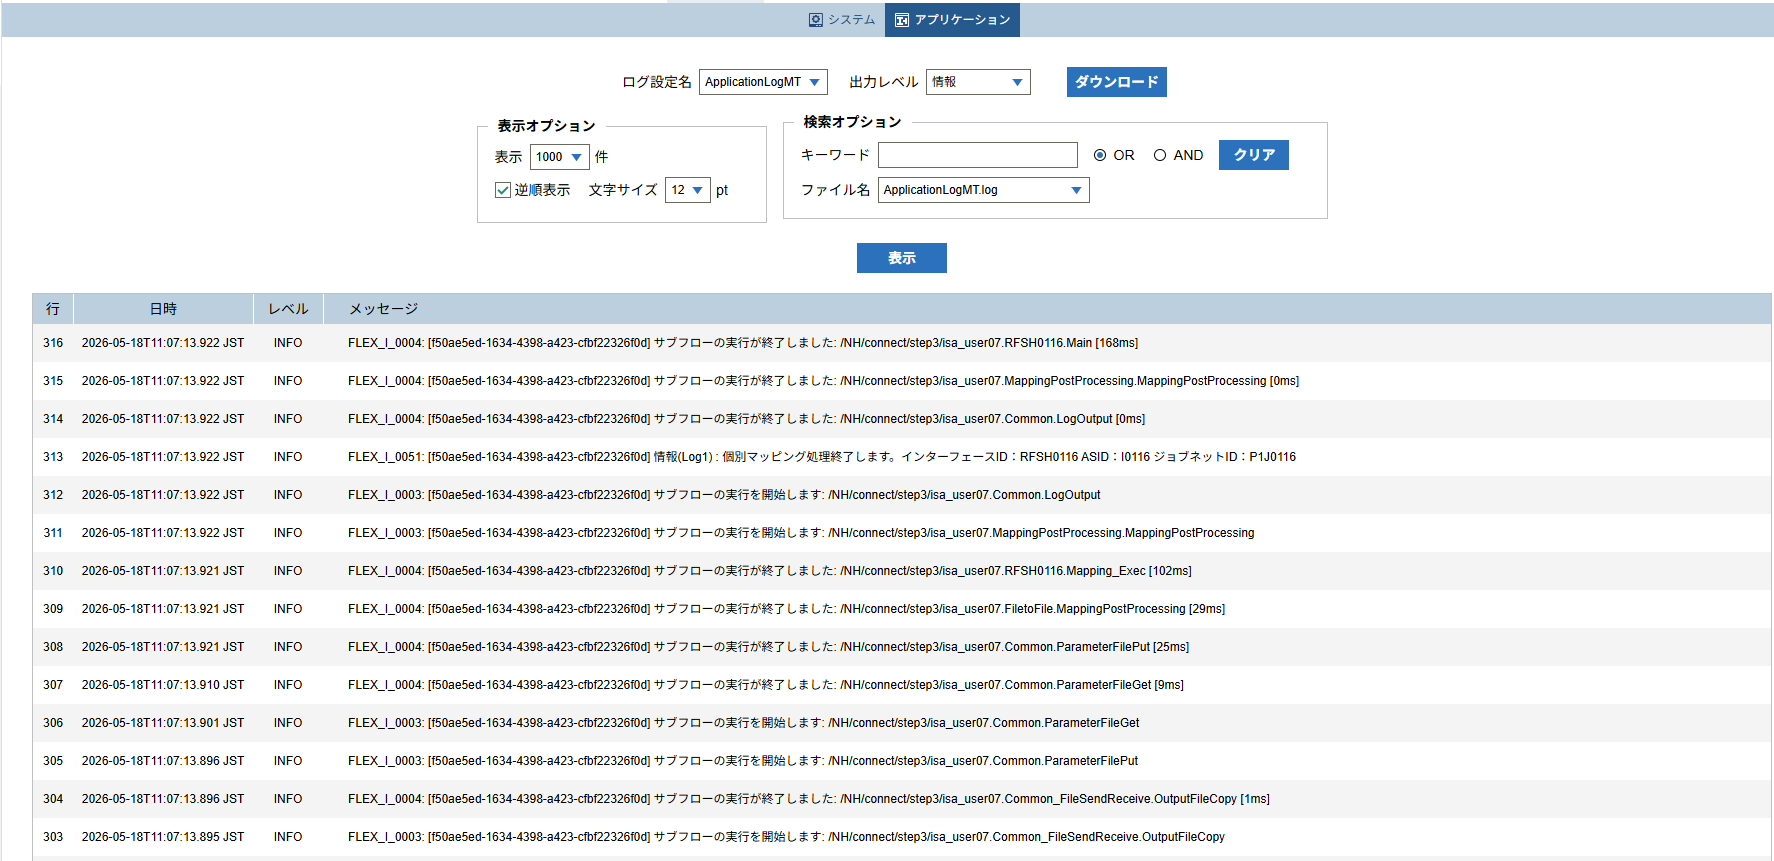 システム アプリケーション
ログ設定名 ApplicationLogMT 出力レベル 情報 ダウンロード
表示オプション
表示 1000 件
逆順表示 文字サイズ 12 pt
検索オプション
キーワード OR AND クリア
ファイル名 ApplicationLogMT.log
表示
行 日時 レベル メッセージ
316 2026-05-18T11:07:13.922 JST INFO FLEX_I_0004: [f50ae5ed-1634-4398-a423-cfbf22326f0d] サブフローの実行が終了しました: /NH/connect/step3/isa_user07.RFSH0116.Main [168ms]
315 2026-05-18T11:07:13.922 JST INFO FLEX_I_0004: [f50ae5ed-1634-4398-a423-cfbf22326f0d] サブフローの実行が終了しました: /NH/connect/step3/isa_user07.MappingPostProcessing.MappingPostProcessing [0ms]
314 2026-05-18T11:07:13.922 JST INFO FLEX_I_0004: [f50ae5ed-1634-4398-a423-cfbf22326f0d] サブフローの実行が終了しました: /NH/connect/step3/isa_user07.Common.LogOutput [0ms]
313 2026-05-18T11:07:13.922 JST INFO FLEX_I_0051: [f50ae5ed-1634-4398-a423-cfbf22326f0d] 情報(Log1) : 個別マッピング処理終了します。インターフェースID：RFSH0116 ASID：I0116 ジョブネットID：P1J0116
312 2026-05-18T11:07:13.922 JST INFO FLEX_I_0003: [f50ae5ed-1634-4398-a423-cfbf22326f0d] サブフローの実行を開始します: /NH/connect/step3/isa_user07.Common.LogOutput
311 2026-05-18T11:07:13.922 JST INFO FLEX_I_0003: [f50ae5ed-1634-4398-a423-cfbf22326f0d] サブフローの実行を開始します: /NH/connect/step3/isa_user07.MappingPostProcessing.MappingPostProcessing
310 2026-05-18T11:07:13.921 JST INFO FLEX_I_0004: [f50ae5ed-1634-4398-a423-cfbf22326f0d] サブフローの実行が終了しました: /NH/connect/step3/isa_user07.RFSH0116.Mapping_Exec [102ms]
309 2026-05-18T11:07:13.921 JST INFO FLEX_I_0004: [f50ae5ed-1634-4398-a423-cfbf22326f0d] サブフローの実行が終了しました: /NH/connect/step3/isa_user07.FiletoFile.MappingPostProcessing [29ms]
308 2026-05-18T11:07:13.921 JST INFO FLEX_I_0004: [f50ae5ed-1634-4398-a423-cfbf22326f0d] サブフローの実行が終了しました: /NH/connect/step3/isa_user07.Common.ParameterFilePut [25ms]
307 2026-05-18T11:07:13.910 JST INFO FLEX_I_0004: [f50ae5ed-1634-4398-a423-cfbf22326f0d] サブフローの実行が終了しました: /NH/connect/step3/isa_user07.Common.ParameterFileGet [9ms]
306 2026-05-18T11:07:13.901 JST INFO FLEX_I_0003: [f50ae5ed-1634-4398-a423-cfbf22326f0d] サブフローの実行を開始します: /NH/connect/step3/isa_user07.Common.ParameterFileGet
305 2026-05-18T11:07:13.896 JST INFO FLEX_I_0003: [f50ae5ed-1634-4398-a423-cfbf22326f0d] サブフローの実行を開始します: /NH/connect/step3/isa_user07.Common.ParameterFilePut
304 2026-05-18T11:07:13.896 JST INFO FLEX_I_0004: [f50ae5ed-1634-4398-a423-cfbf22326f0d] サブフローの実行が終了しました: /NH/connect/step3/isa_user07.Common_FileSendReceive.OutputFileCopy [1ms]
303 2026-05-18T11:07:13.895 JST INFO FLEX_I_0003: [f50ae5ed-1634-4398-a423-cfbf22326f0d] サブフローの実行を開始します: /NH/connect/step3/isa_user07.Common_FileSendReceive.OutputFileCopy